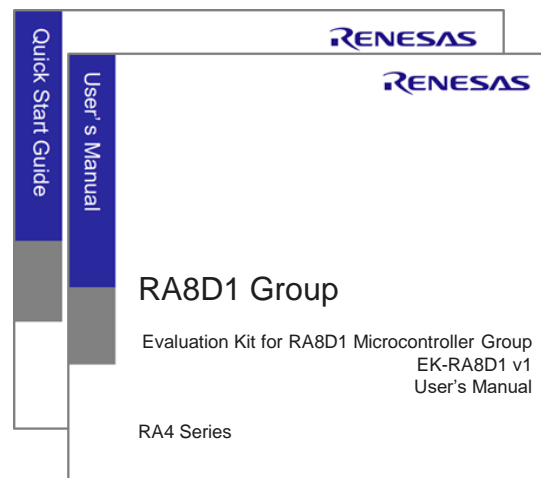 RENESAS
Quick Start Guide
RENESAS
User' s Manual
RA8D1 Group
Evaluation Kit for RA8D1 Microcontroller Group
EK-RA8D1 v1
User's Manual
RA4 Series